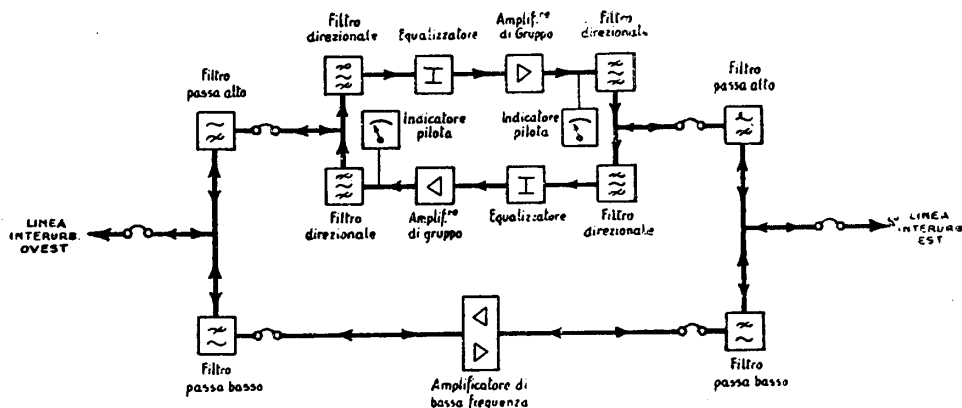 Filtro
direzionale
Equalizzatore
Amplif.re
di Gruppo
Filtro
direzionale
Filtro
passa alto
Indicatore
pilota
Indicatore
pilota
Filtro
passa alto
Filtro
direzionale
Amplif.re
di gruppo
Equalizzatore
Filtro
direzionale
LINEA
INTERURB.
OVEST
LINEA
INTERURB
EST
Filtro
passa basso
Amplificatore di
bassa frequenza
Filtro
passa basso